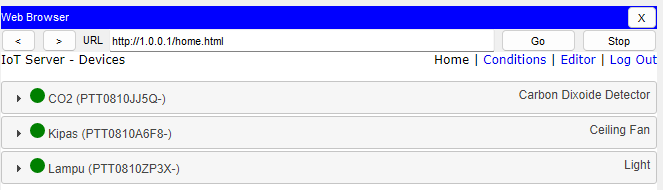 Web Browser X
< > URL http://1.0.0.1/home.html Go Stop
IoT Server - Devices Home | Conditions | Editor | Log Out
CO2 (PTT0810JJ5Q-) Carbon Dixoide Detector
Kipas (PTT0810A6F8-) Ceiling Fan
Lampu (PTT0810ZP3X-) Light